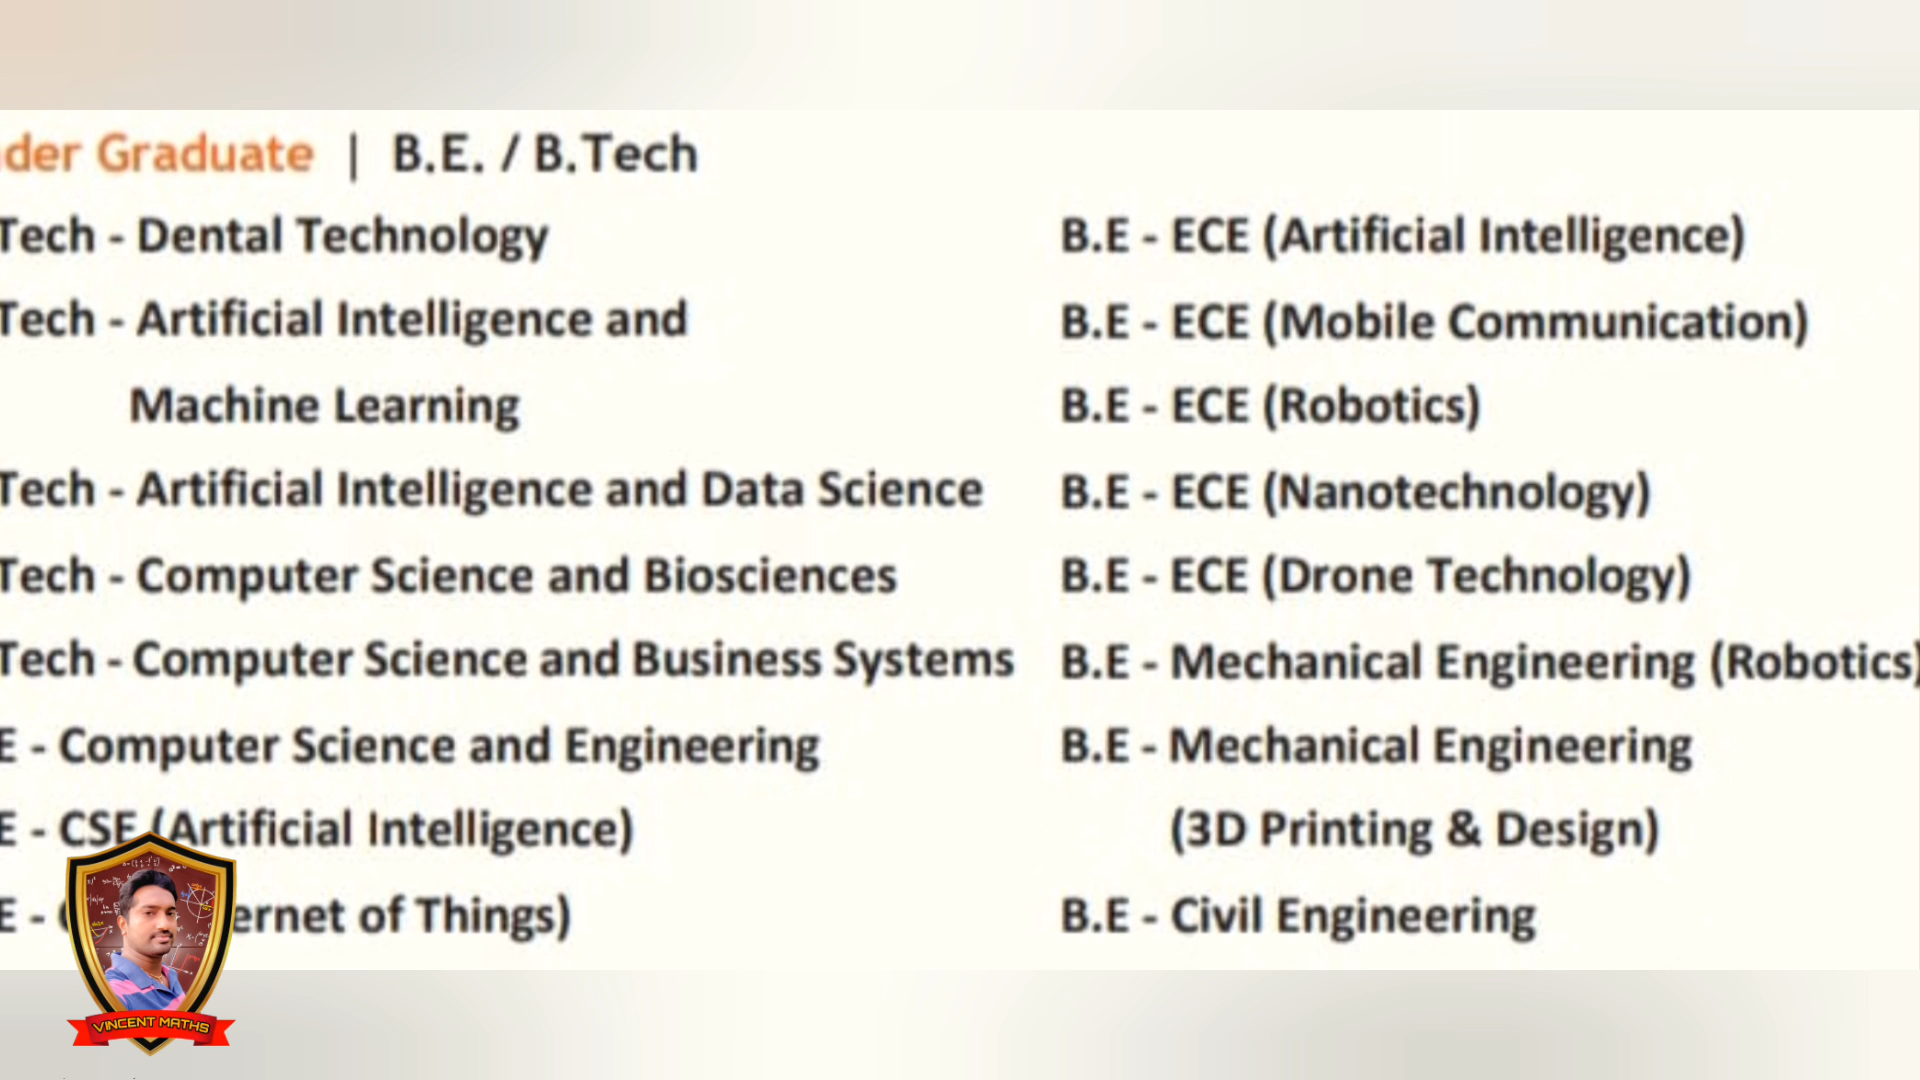 der Graduate | B.E. / B.Tech
Tech - Dental Technology
Tech - Artificial Intelligence and
Machine Learning
Tech - Artificial Intelligence and Data Science
Tech - Computer Science and Biosciences
Tech - Computer Science and Business Systems
E - Computer Science and Engineering
E - CSE (Artificial Intelligence)
E - ernet of Things)
B.E - ECE (Artificial Intelligence)
B.E - ECE (Mobile Communication)
B.E - ECE (Robotics)
B.E - ECE (Nanotechnology)
B.E - ECE (Drone Technology)
B.E - Mechanical Engineering (Robotics)
B.E - Mechanical Engineering
(3D Printing & Design)
B.E - Civil Engineering
VINCENT MATHS